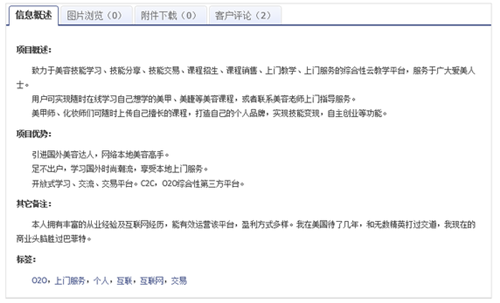 信息概述 图片浏览（0） 附件下载（0） 客户评论（2）
项目概述：
致力于美容技能学习、技能分享、技能交易、课程招生、课程销售、上门教学、上门服务的综合性云教学平台，服务于广大爱美人
士。
用户可实现随时在线学习自己想学的美甲、美睫等美容课程，或者联系美容老师上门指导服务。
美甲师、化妆师们可随时上传自己擅长的课程，打造自己的个人品牌，实现技能变现，自主创业等功能。
项目优势：
引进国外美容达人，网络本地美容高手。
足不出户，学习国外时尚潮流，享受本地上门服务。
开放式学习、交流、交易平台。C2C，O2O综合性第三方平台。
其它备注：
本人拥有丰富的从业经验及互联网经历，能有效运营该平台，盈利方式多样。我在美国待了几年，和无数精英打过交道，我现在的
商业头脑胜过巴菲特。
标签：
O2O，上门服务，个人，互联，互联网，交易